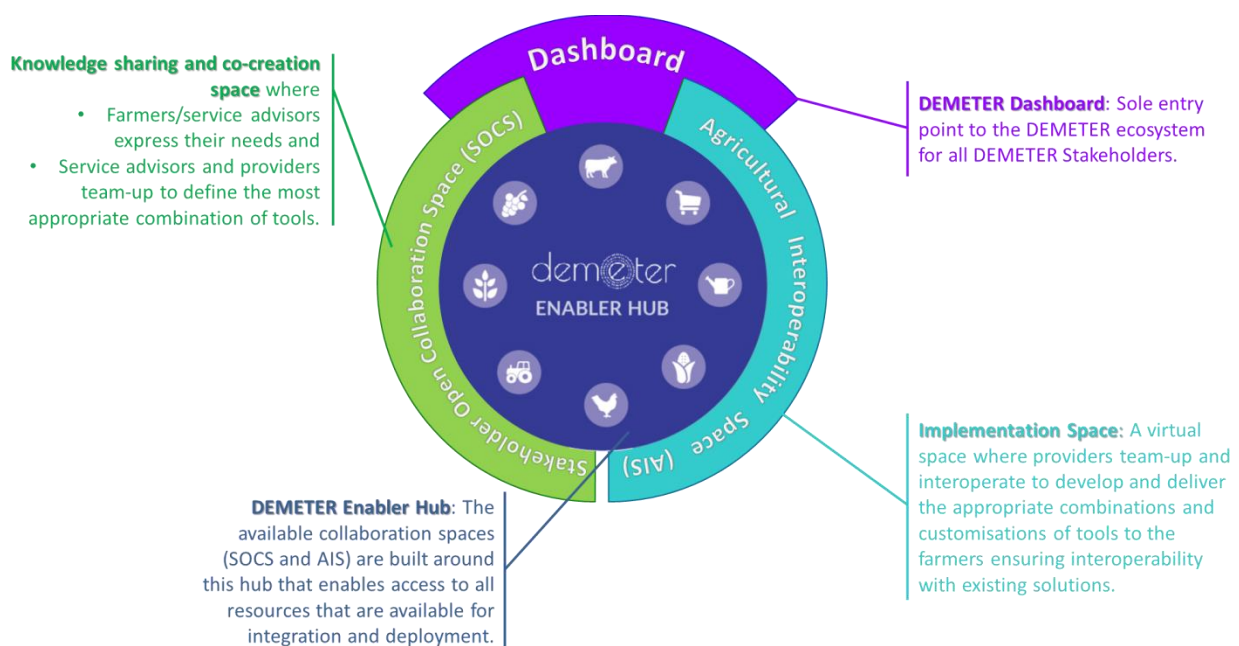 Dashboard
Stakeholder Open Collaboration Space (SOCS)
Agricultural Interoperability Space (AIS)
demeter
ENABLER HUB
Knowledge sharing and co-creation
space where
• Farmers/service advisors
express their needs and
• Service advisors and providers
team-up to define the most
appropriate combination of tools.
DEMETER Dashboard: Sole entry
point to the DEMETER ecosystem
for all DEMETER Stakeholders.
DEMETER Enabler Hub: The
available collaboration spaces
(SOCS and AIS) are built around
this hub that enables access to all
resources that are available for
integration and deployment.
Implementation Space: A virtual
space where providers team-up and
interoperate to develop and deliver
the appropriate combinations and
customisations of tools to the
farmers ensuring interoperability
with existing solutions.